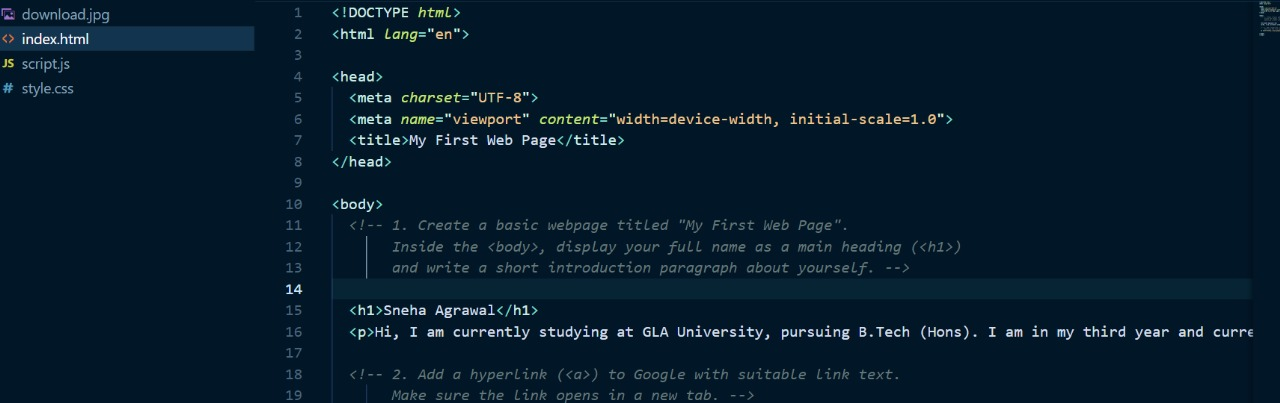 download.jpg
index.html
JS script.js
# style.css
1 <!DOCTYPE html>
2 <html lang="en">
3
4 <head>
5 <meta charset="UTF-8">
6 <meta name="viewport" content="width=device-width, initial-scale=1.0">
7 <title>My First Web Page</title>
8 </head>
9
10 <body>
11 <!-- 1. Create a basic webpage titled "My First Web Page".
12 Inside the <body>, display your full name as a main heading (<h1>)
13 and write a short introduction paragraph about yourself. -->
14
15 <h1>Sneha Agrawal</h1>
16 <p>Hi, I am currently studying at GLA University, pursuing B.Tech (Hons). I am in my third year and curre
17
18 <!-- 2. Add a hyperlink (<a>) to Google with suitable link text.
19 Make sure the link opens in a new tab. -->